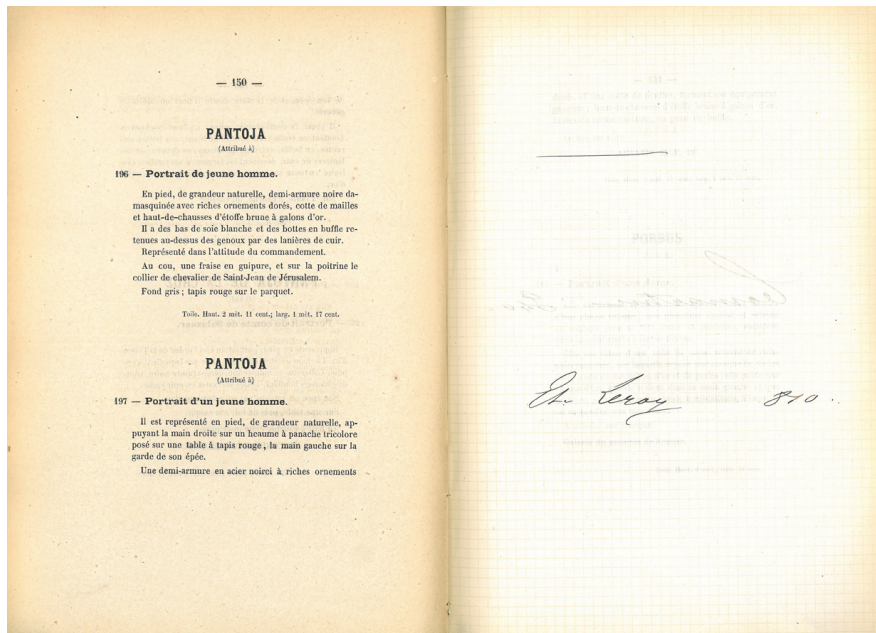 — 150 —
PANTOJA
(Attribué à)
196 — Portrait de jeune homme.
En pied, de grandeur naturelle, demi-armure noire da-
masquinée avec riches ornements dorés, cotte de mailles
et haut-de-chausses d'étoffe brune à galons d'or.
Il a des bas de soie blanche et des bottes en buffle re-
tenues au-dessus des genoux par des lanières de cuir.
Représenté dans l'attitude du commandement.
Au cou, une fraise en guipure, et sur la poitrine le
collier de chevalier de Saint-Jean de Jérusalem.
Fond gris; tapis rouge sur le parquet.
Toile. Haut. 2 mèt. 11 cent.; larg. 1 mèt. 17 cent.
PANTOJA
(Attribué à)
197 — Portrait d'un jeune homme.
Il est représenté en pied, de grandeur naturelle, ap-
puyant la main droite sur un heaume à panache tricolore
posé sur une table à tapis rouge, la main gauche sur la
garde de son épée.
Une demi-armure en acier noirci à riches ornements
Et. Leroy 810